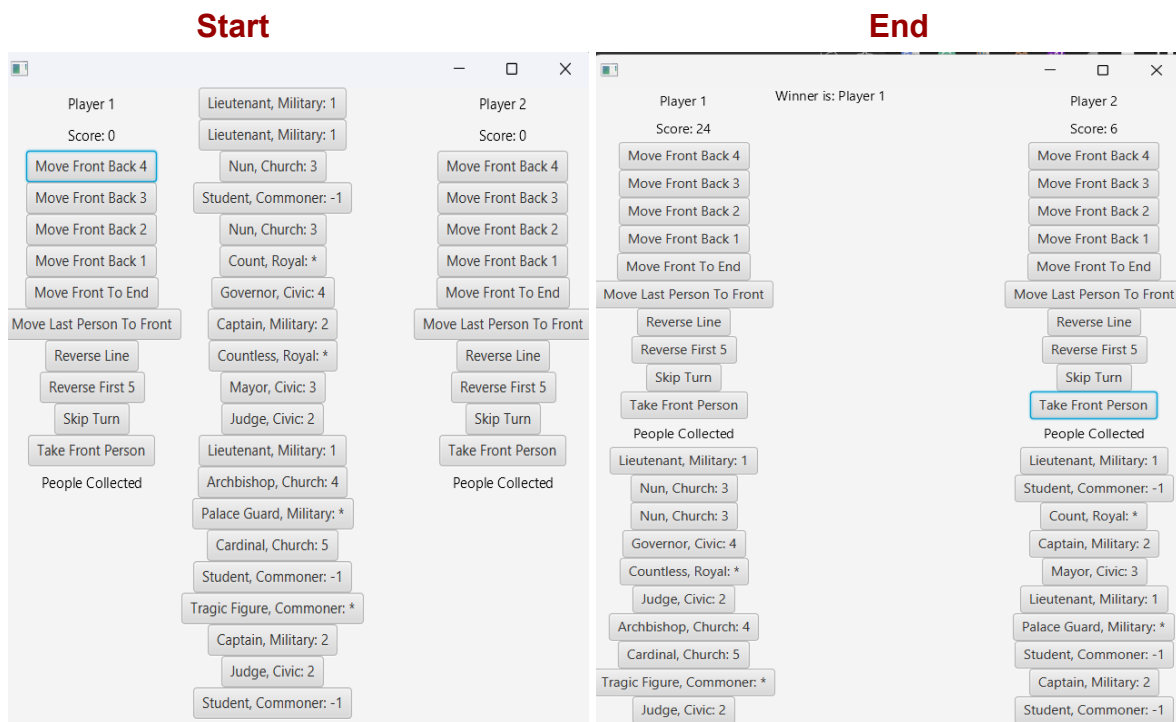 Start
Player 1
Score: 0
Move Front Back 4
Move Front Back 3
Move Front Back 2
Move Front Back 1
Move Front To End
Move Last Person To Front
Reverse Line
Reverse First 5
Skip Turn
Take Front Person
People Collected
Lieutenant, Military: 1
Lieutenant, Military: 1
Nun, Church: 3
Student, Commoner: -1
Nun, Church: 3
Count, Royal: *
Governor, Civic: 4
Captain, Military: 2
Countless, Royal: *
Mayor, Civic: 3
Judge, Civic: 2
Lieutenant, Military: 1
Archbishop, Church: 4
Palace Guard, Military: *
Cardinal, Church: 5
Student, Commoner: -1
Tragic Figure, Commoner: *
Captain, Military: 2
Judge, Civic: 2
Student, Commoner: -1
Player 2
Score: 0
Move Front Back 4
Move Front Back 3
Move Front Back 2
Move Front Back 1
Move Front To End
Move Last Person To Front
Reverse Line
Reverse First 5
Skip Turn
Take Front Person
People Collected
End
Player 1
Score: 24
Move Front Back 4
Move Front Back 3
Move Front Back 2
Move Front Back 1
Move Front To End
Move Last Person To Front
Reverse Line
Reverse First 5
Skip Turn
Take Front Person
People Collected
Lieutenant, Military: 1
Nun, Church: 3
Nun, Church: 3
Governor, Civic: 4
Countless, Royal: *
Judge, Civic: 2
Archbishop, Church: 4
Cardinal, Church: 5
Tragic Figure, Commoner: *
Judge, Civic: 2
Winner is: Player 1
Player 2
Score: 6
Move Front Back 4
Move Front Back 3
Move Front Back 2
Move Front Back 1
Move Front To End
Move Last Person To Front
Reverse Line
Reverse First 5
Skip Turn
Take Front Person
People Collected
Lieutenant, Military: 1
Student, Commoner: -1
Count, Royal: *
Captain, Military: 2
Mayor, Civic: 3
Lieutenant, Military: 1
Palace Guard, Military: *
Student, Commoner: -1
Captain, Military: 2
Student, Commoner: -1